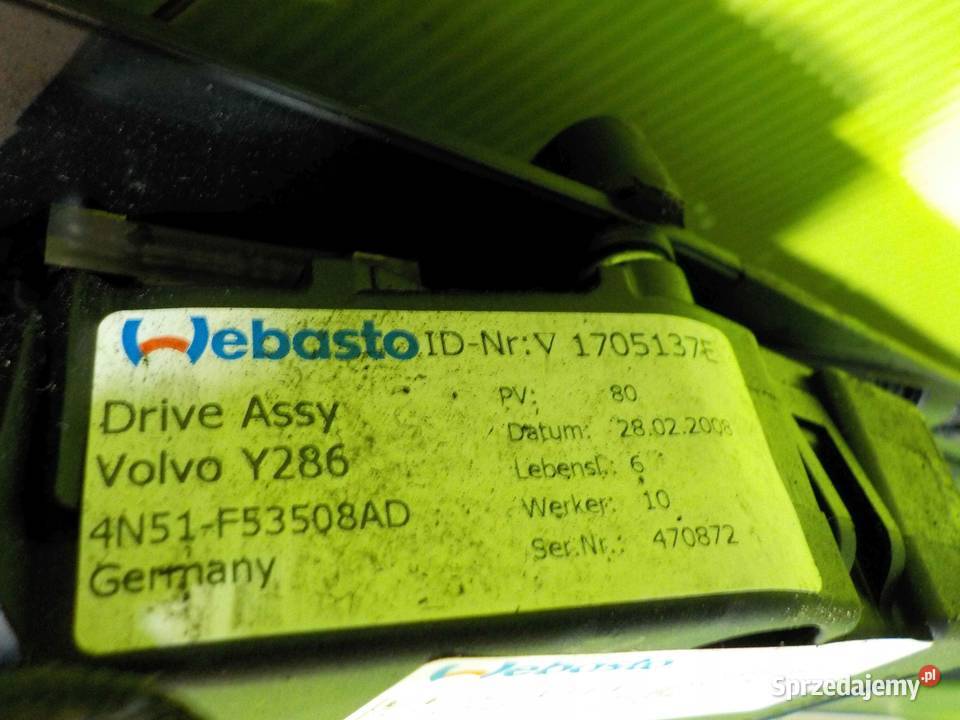 Webasto ID-Nr:V 1705137E
Drive Assy
Volvo Y286
4N51-F53508AD
Germany
PV: 80
Datum: 28.02.2008
Lebensl.: 6
Werker: 10
Ser.Nr.: 470872
Webasto
Sprzedajemy.pl